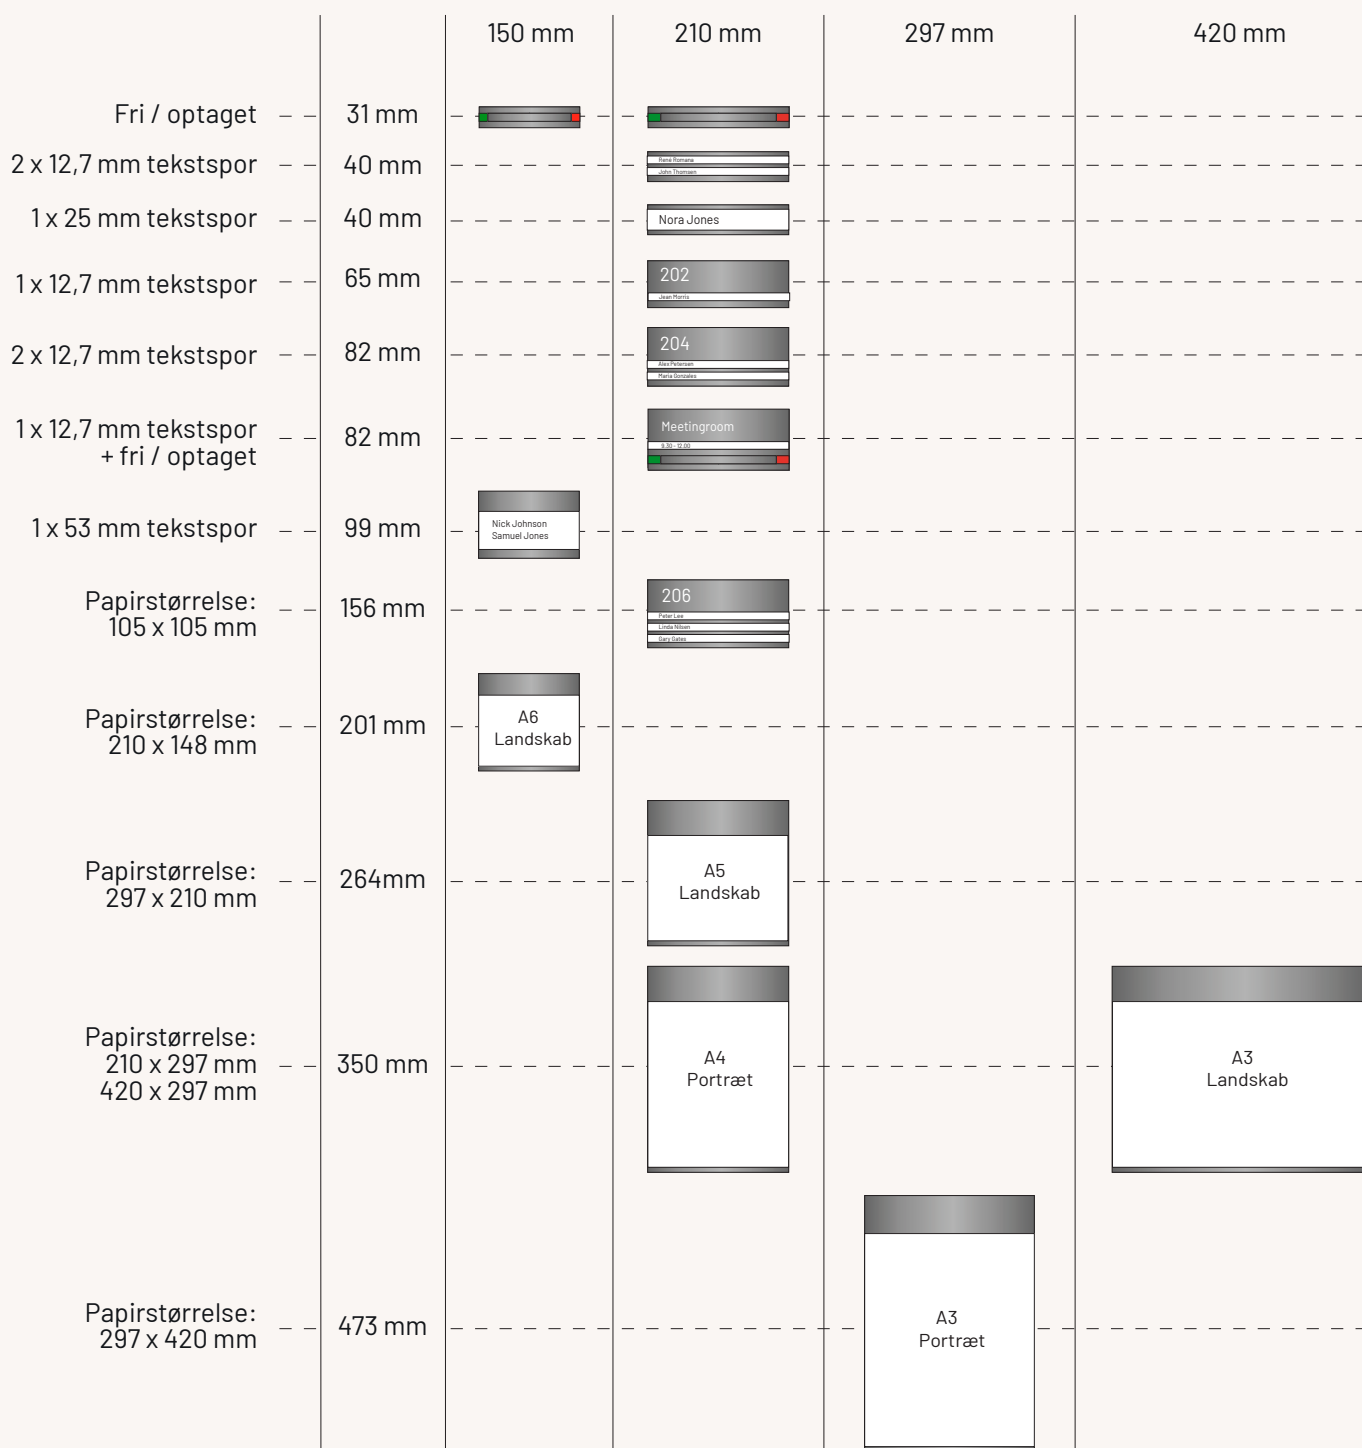 150 mm 210 mm 297 mm 420 mm
Fri / optaget 31 mm
2 x 12,7 mm tekstspor 40 mm
René Romana
John Thomsen
1 x 25 mm tekstspor 40 mm
Nora Jones
1 x 12,7 mm tekstspor 65 mm
202
Jean Morris
2 x 12,7 mm tekstspor 82 mm
204
Alex Petersen
Maria Gonzales
1 x 12,7 mm tekstspor
+ fri / optaget
82 mm
Meetingroom
9.30 - 12.00
1 x 53 mm tekstspor 99 mm
Nick Johnson
Samuel Jones
Papirstørrelse:
105 x 105 mm
156 mm
206
Peter Lee
Linda Nilsen
Gary Gates
Papirstørrelse:
210 x 148 mm
201 mm
A6
Landskab
Papirstørrelse:
297 x 210 mm
264mm
A5
Landskab
Papirstørrelse:
210 x 297 mm
420 x 297 mm
350 mm
A4
Portræt
A3
Landskab
Papirstørrelse:
297 x 420 mm
473 mm
A3
Portræt